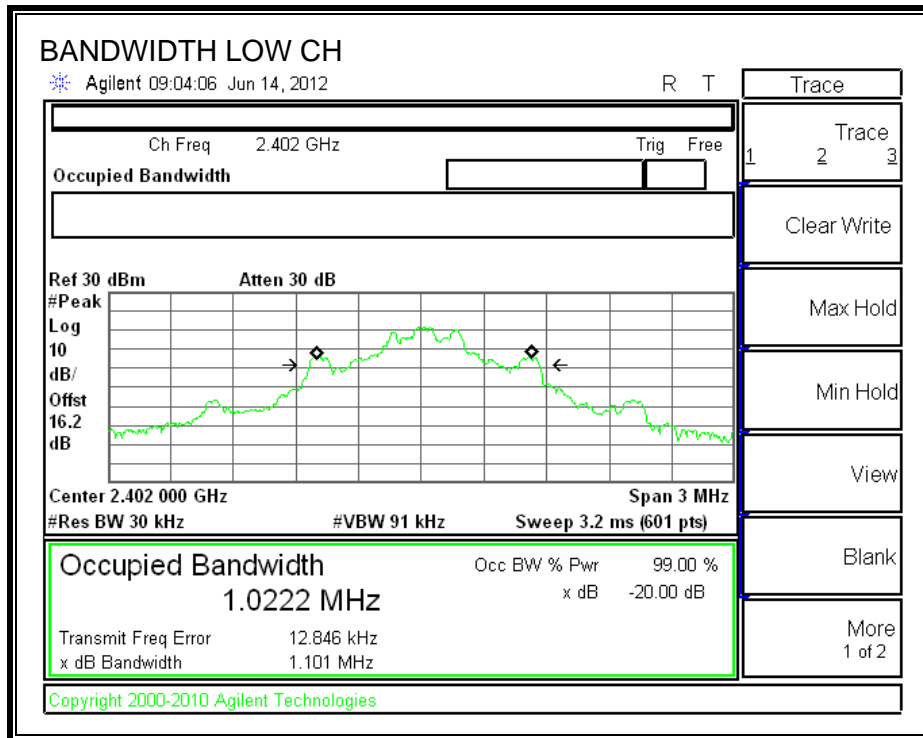 BANDWIDTH LOW CH
Agilent 09:04:06 Jun 14, 2012 R T
Trace
Ch Freq 2.402 GHz Trig Free
Occupied Bandwidth
Trace
1 2 3
Clear Write
Max Hold
Min Hold
View
Blank
More
1 of 2
Ref 30 dBm Atten 30 dB
#Peak
Log
10
dB/
Offst
16.2
dB
Center 2.402 000 GHz Span 3 MHz
#Res BW 30 kHz #VBW 91 kHz Sweep 3.2 ms (601 pts)
Occupied Bandwidth Occ BW % Pwr 99.00 %
1.0222 MHz x dB -20.00 dB
Transmit Freq Error 12.846 kHz
x dB Bandwidth 1.101 MHz
Copyright 2000-2010 Agilent Technologies